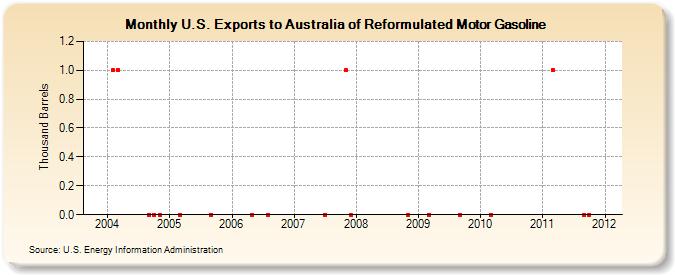 Monthly U.S. Exports to Australia of Reformulated Motor Gasoline
Thousand Barrels
1.2
1.0
0.8
0.6
0.4
0.2
0.0
2004 2005 2006 2007 2008 2009 2010 2011 2012
Source: U.S. Energy Information Administration